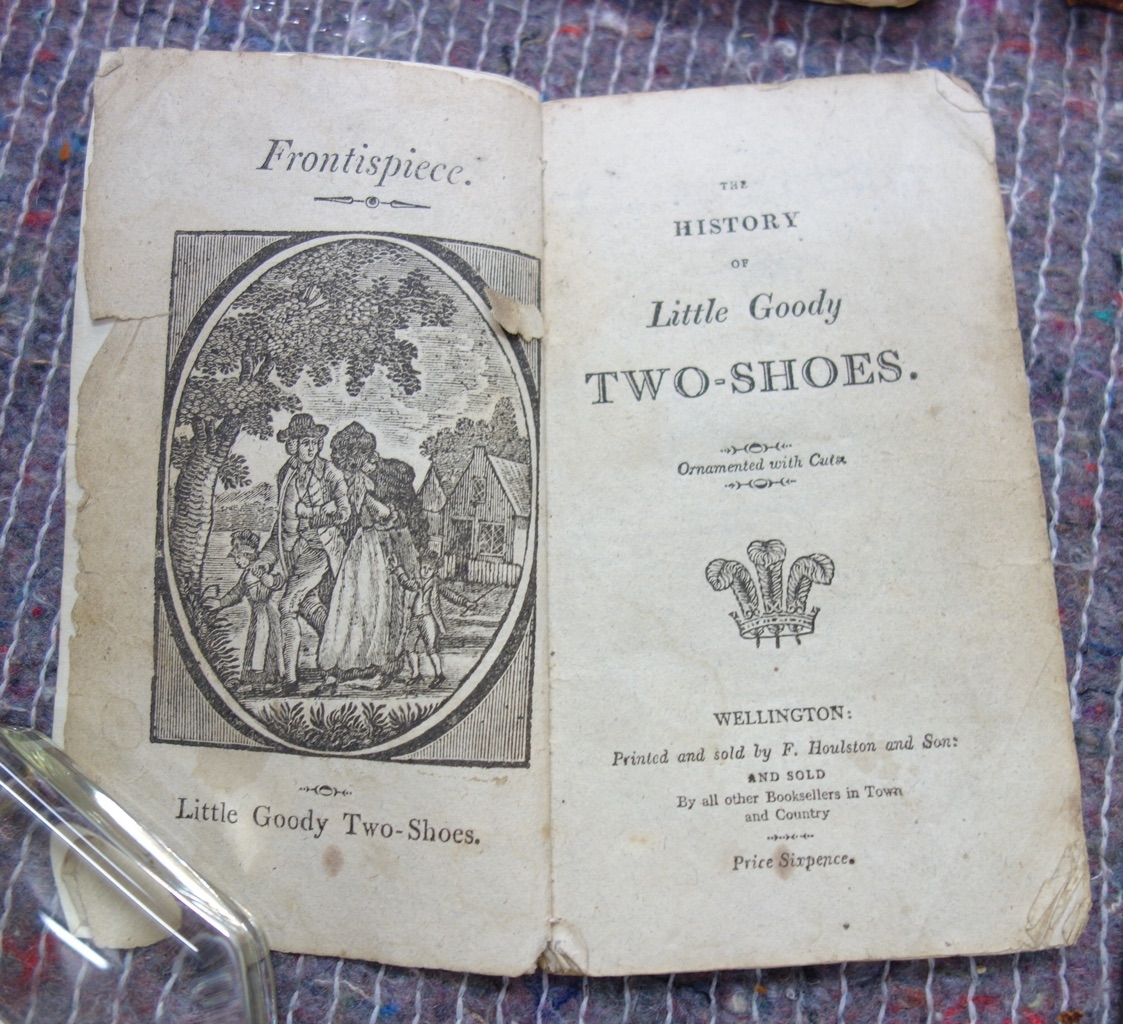 Frontispiece.
Little Goody Two-Shoes.
THE
HISTORY
OF
Little Goody
TWO-SHOES.
Ornamented with Cuts.
WELLINGTON:
Printed and sold by F. Houlston and Son:
AND SOLD
By all other Booksellers in Town
and Country
Price Sixpence.